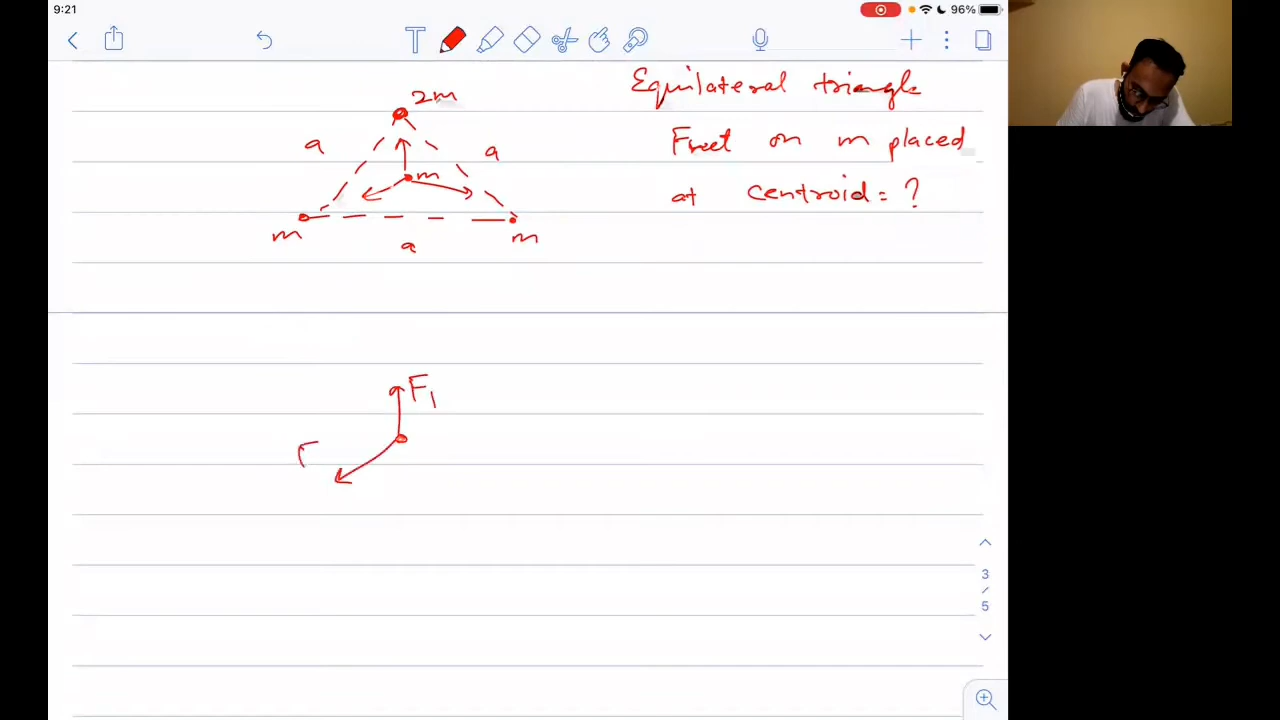 9:21
96%
T
Equilateral triangle
2m
a
a
Fnet on m placed
m
at centroid = ?
m
m
a
F1
F
3
/
5